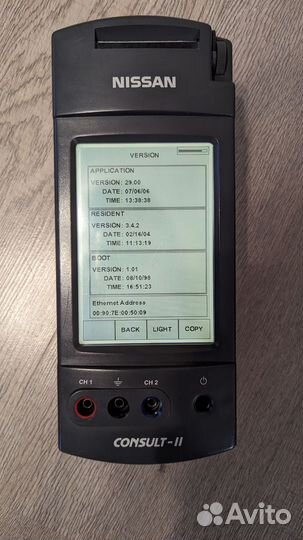 NISSAN
VERSION
APPLICATION
VERSION: 29.00
DATE: 07/06/06
TIME: 13:38:38
RESIDENT
VERSION: 3.4.2
DATE: 02/16/04
TIME: 11:13:19
BOOT
VERSION: 1.01
DATE: 08/10/98
TIME: 16:51:23
Ethernet Address
00:90:7E:00:50:09
BACK LIGHT COPY
CH 1 CH 2
CONSULT-II
Avito